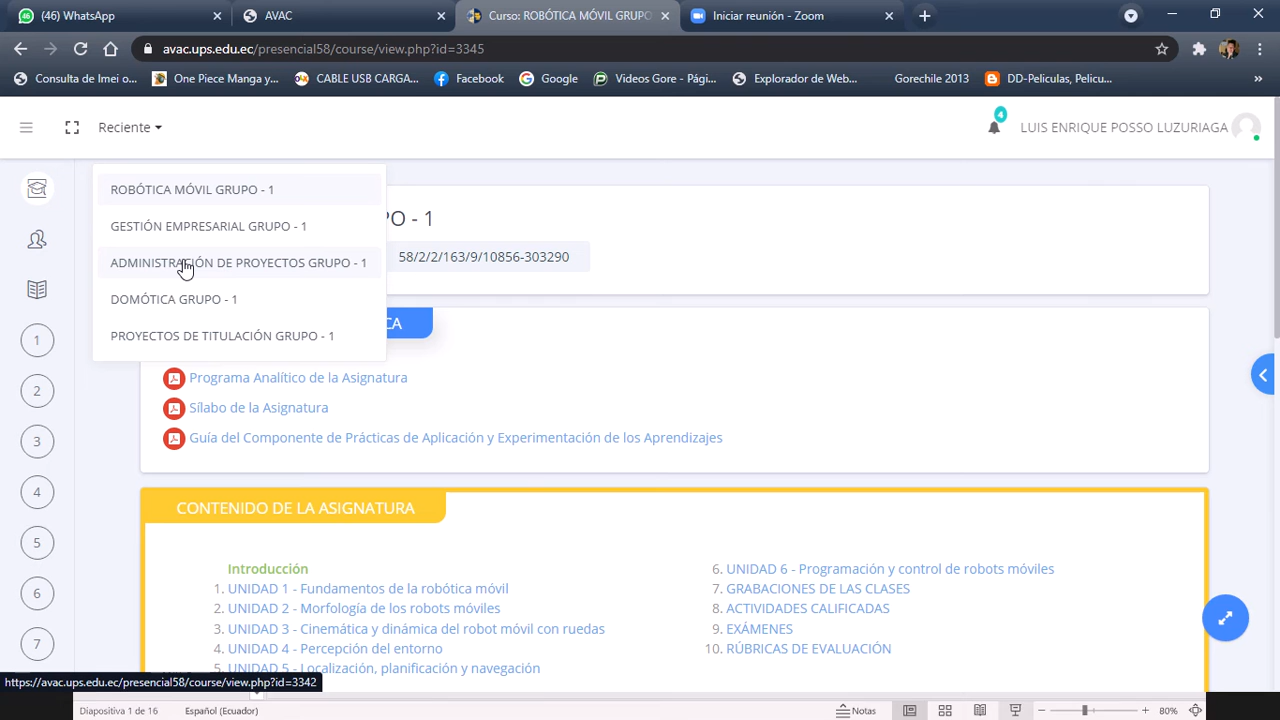 (46) WhatsApp
AVAC
Curso: ROBÓTICA MÓVIL GRUPO
Iniciar reunión - Zoom
avac.ups.edu.ec/presencial58/course/view.php?id=3345
Consulta de Imei o...
One Piece Manga y...
CABLE USB CARGA...
Facebook
Google
Videos Gore - Pág...
Explorador de Web...
Gorechile 2013
DD-Peliculas, Pelicu...
»
Reciente
4
LUIS ENRIQUE POSSO LUZURIAGA
ROBÓTICA MÓVIL GRUPO - 1
GESTIÓN EMPRESARIAL GRUPO - 1
ADMINISTRACIÓN DE PROYECTOS GRUPO - 1
DOMÓTICA GRUPO - 1
PROYECTOS DE TITULACIÓN GRUPO - 1
PO - 1
58/2/2/163/9/10856-303290
CA
Programa Analítico de la Asignatura
Sílabo de la Asignatura
Guía del Componente de Prácticas de Aplicación y Experimentación de los Aprendizajes
CONTENIDO DE LA ASIGNATURA
Introducción
1. UNIDAD 1 - Fundamentos de la robótica móvil
2. UNIDAD 2 - Morfología de los robots móviles
3. UNIDAD 3 - Cinemática y dinámica del robot móvil con ruedas
4. UNIDAD 4 - Percepción del entorno
5. UNIDAD 5 - Localización, planificación y navegación
6. UNIDAD 6 - Programación y control de robots móviles
7. GRABACIONES DE LAS CLASES
8. ACTIVIDADES CALIFICADAS
9. EXÁMENES
10. RÚBRICAS DE EVALUACIÓN
1
2
3
4
5
6
7
https://avac.ups.edu.ec/presencial58/course/view.php?id=3342
Diapositiva 1 de 16
Español (Ecuador)
Notas
80%